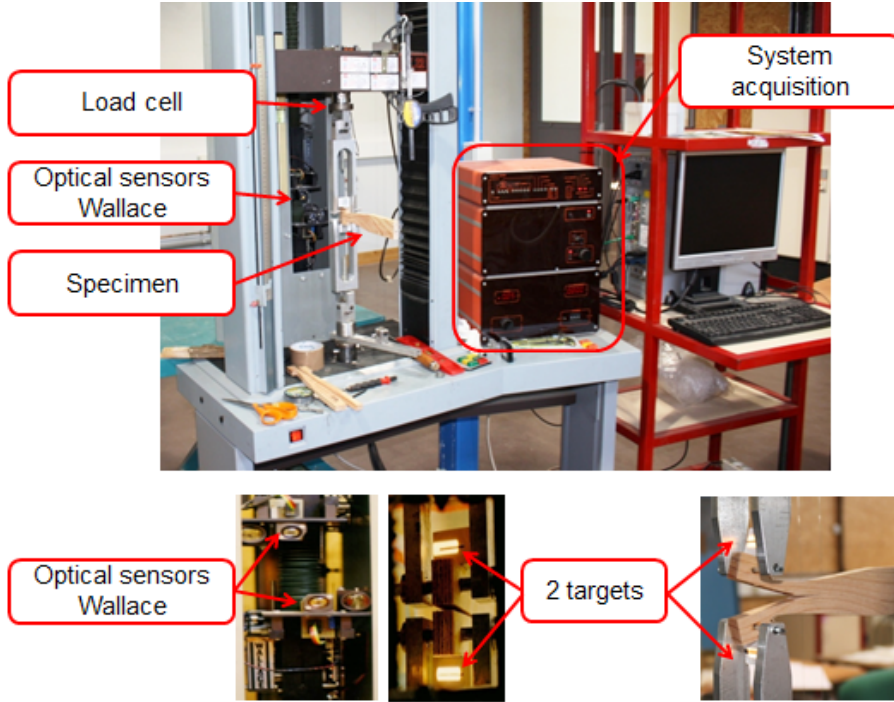 Load cell
System
acquisition
Optical sensors
Wallace
Specimen
Optical sensors
Wallace
2 targets